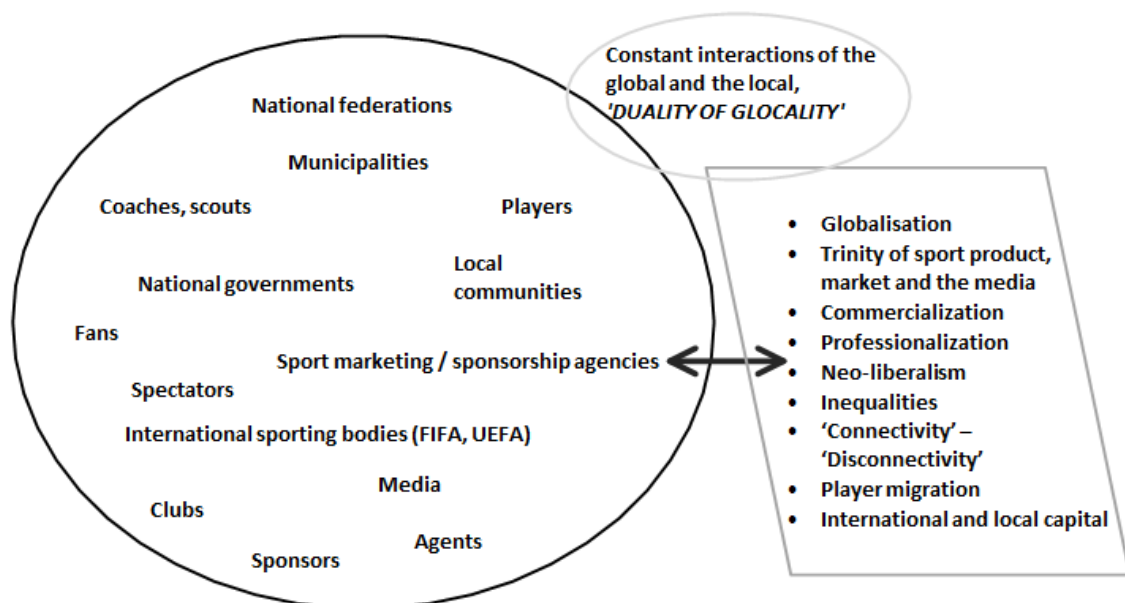 Constant interactions of the
global and the local,
'DUALITY OF GLOCALITY'
National federations
Municipalities
Coaches, scouts
Players
National governments
Local
communities
Fans
Sport marketing / sponsorship agencies
Spectators
International sporting bodies (FIFA, UEFA)
Media
Clubs
Agents
Sponsors
• Globalisation
• Trinity of sport product,
market and the media
• Commercialization
• Professionalization
• Neo-liberalism
• Inequalities
• ‘Connectivity’ –
‘Disconnectivity’
• Player migration
• International and local capital